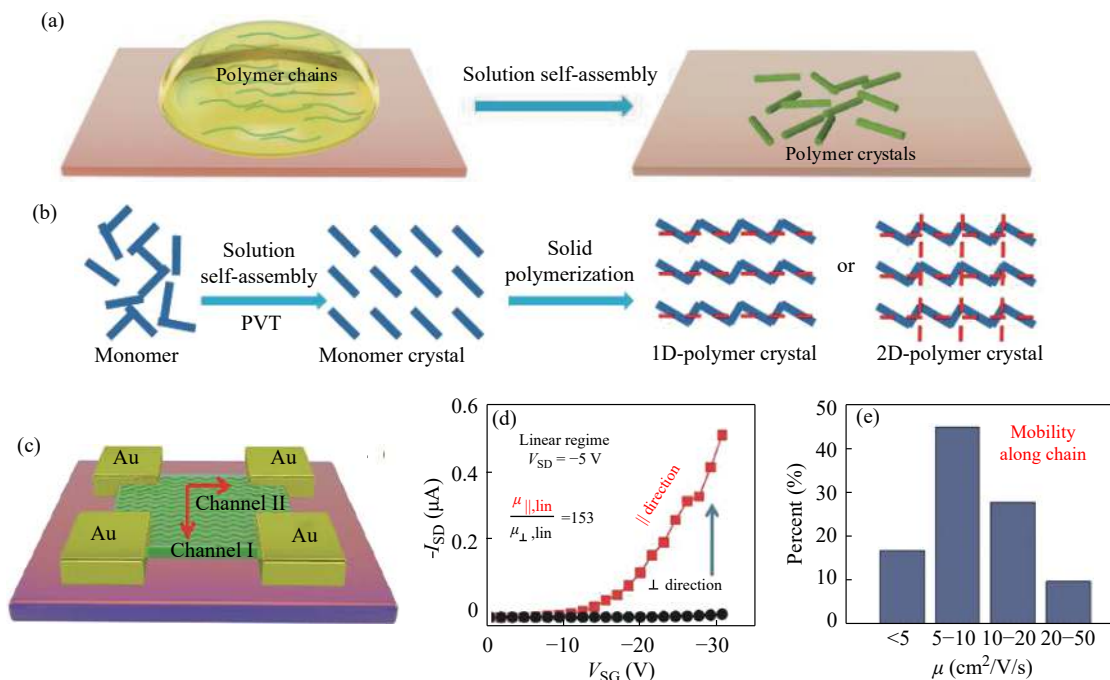 (a)
Polymer chains
Solution self-assembly
Polymer crystals
(b)
Monomer
Solution
self-assembly
PVT
Monomer crystal
Solid
polymerization
1D-polymer crystal
or
2D-polymer crystal
(c)
Au
Au
Au
Au
Channel II
Channel I
(d)
Linear regime
V_SD = −5 V
μ_||,lin
μ_⊥,lin
=153
// direction
⊥ direction
-I_SD (μA)
0.6
0.4
0.2
0
0
−10
−20
−30
V_SG (V)
(e)
Mobility
along chain
Percent (%)
50
40
30
20
10
0
<5
5−10
10−20
20−50
μ (cm²/V/s)